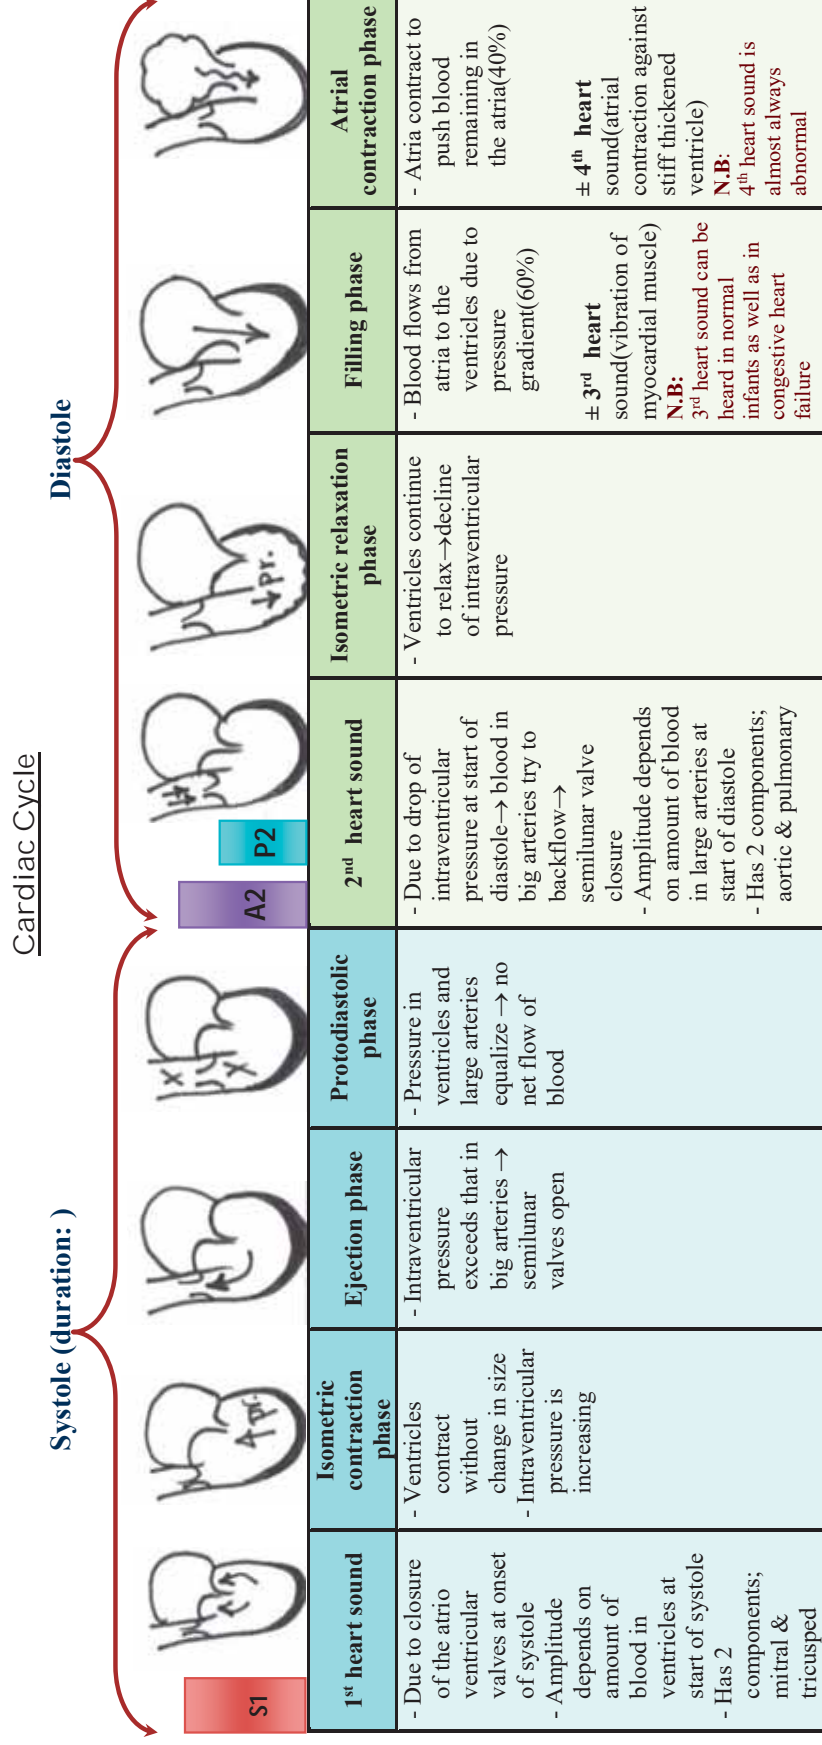 Cardiac Cycle
Systole (duration: )
Diastole
S1
A2
P2
↑ pr.
X
X
↓ pr.
1st heart sound
- Due to closure
of the atrio
ventricular
valves at onset
of systole
- Amplitude
depends on
amount of
blood in
ventricles at
start of systole
- Has 2
components;
mitral &
tricusped
Isometric
contraction
phase
- Ventricles
contract
without
change in size
- Intraventricular
pressure is
increasing
Ejection phase
- Intraventricular
pressure
exceeds that in
big arteries →
semilunar
valves open
Protodiastolic
phase
- Pressure in
ventricles and
large arteries
equalize → no
net flow of
blood
2nd heart sound
- Due to drop of
intraventricular
pressure at start of
diastole→ blood in
big arteries try to
backflow→
semilunar valve
closure
- Amplitude depends
on amount of blood
in large arteries at
start of diastole
- Has 2 components;
aortic & pulmonary
Isometric relaxation
phase
- Ventricles continue
to relax→decline
of intraventricular
pressure
Filling phase
- Blood flows from
atria to the
ventricles due to
pressure
gradient(60%)
± 3rd heart
sound(vibration of
myocardial muscle)
N.B:
3rd heart sound can be
heard in normal
infants as well as in
congestive heart
failure
Atrial
contraction phase
- Atria contract to
push blood
remaining in
the atria(40%)
± 4th heart
sound(atrial
contraction against
stiff thickened
ventricle)
N.B:
4th heart sound is
almost always
abnormal